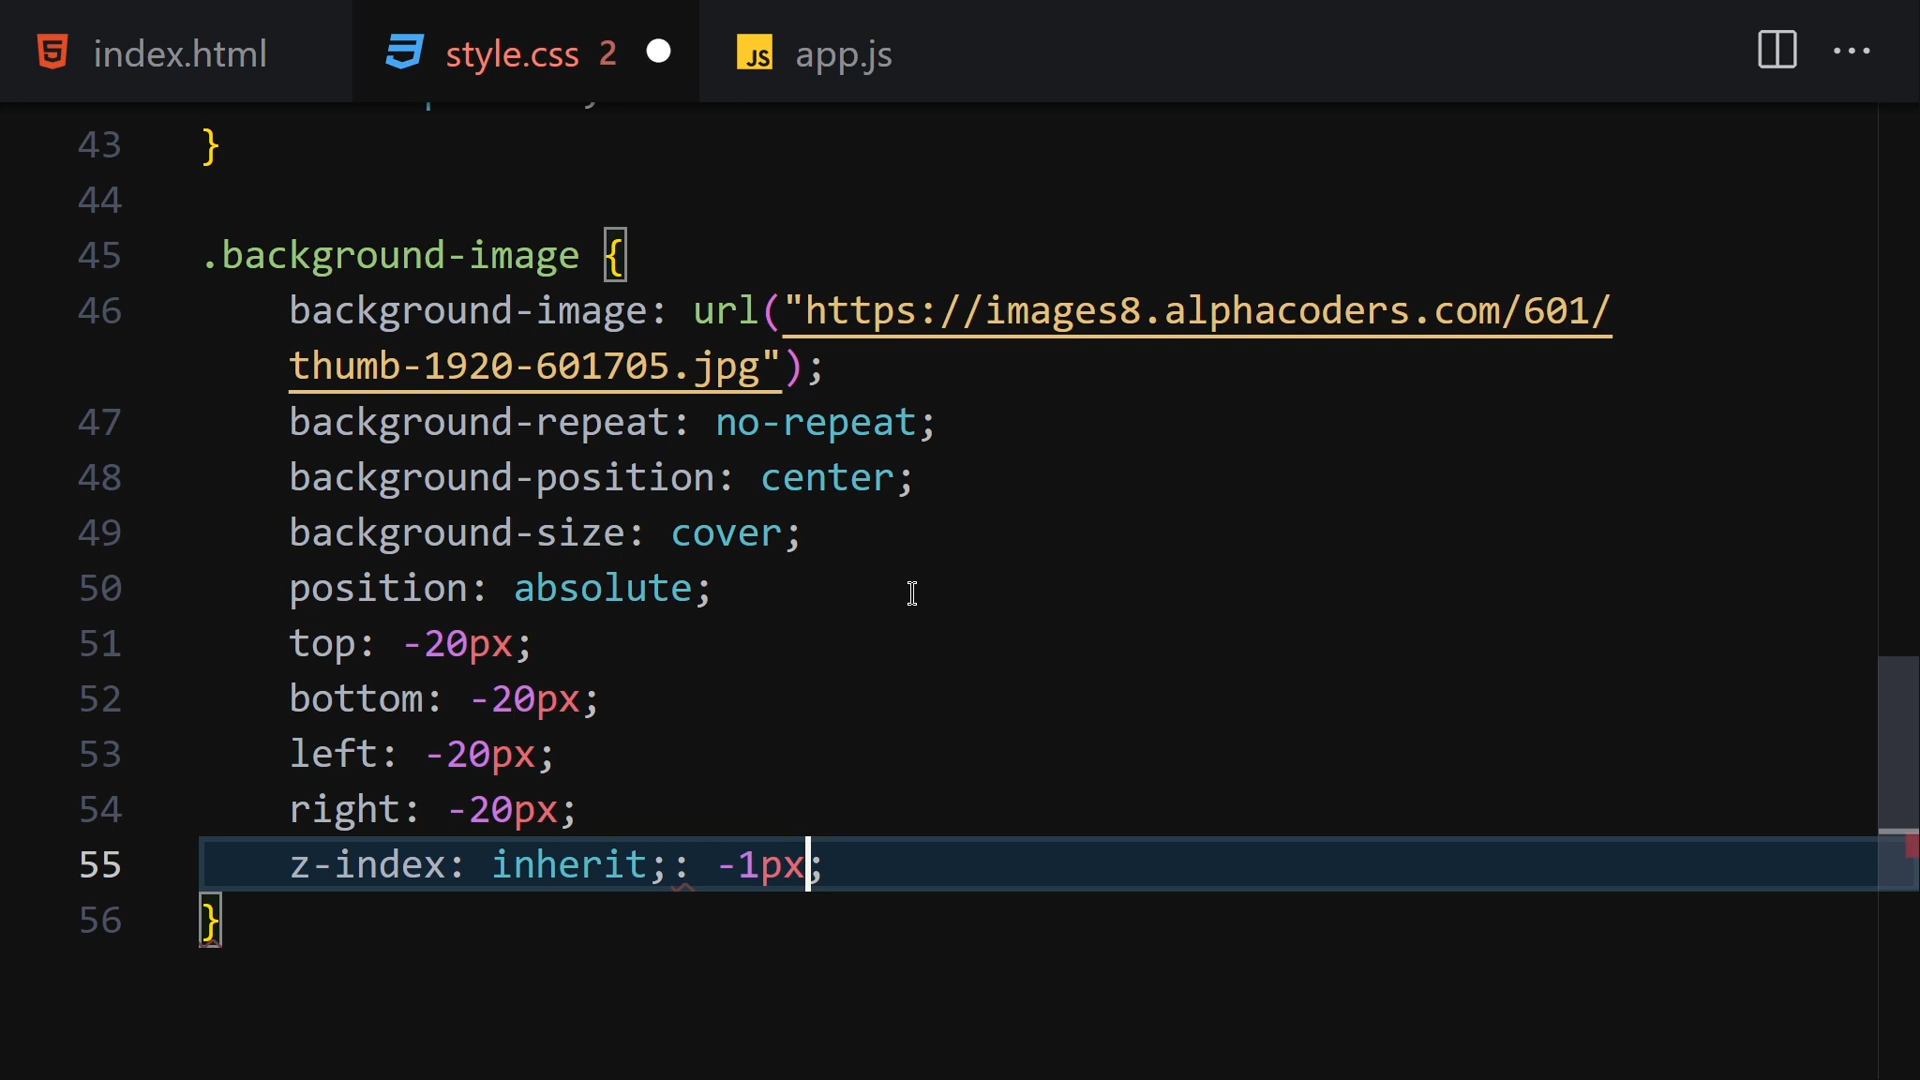 index.html
style.css 2
JS app.js
43 }
44
45 .background-image {
46 background-image: url("https://images8.alphacoders.com/601/
thumb-1920-601705.jpg");
47 background-repeat: no-repeat;
48 background-position: center;
49 background-size: cover;
50 position: absolute;
51 top: -20px;
52 bottom: -20px;
53 left: -20px;
54 right: -20px;
55 z-index: inherit;: -1px;
56 }